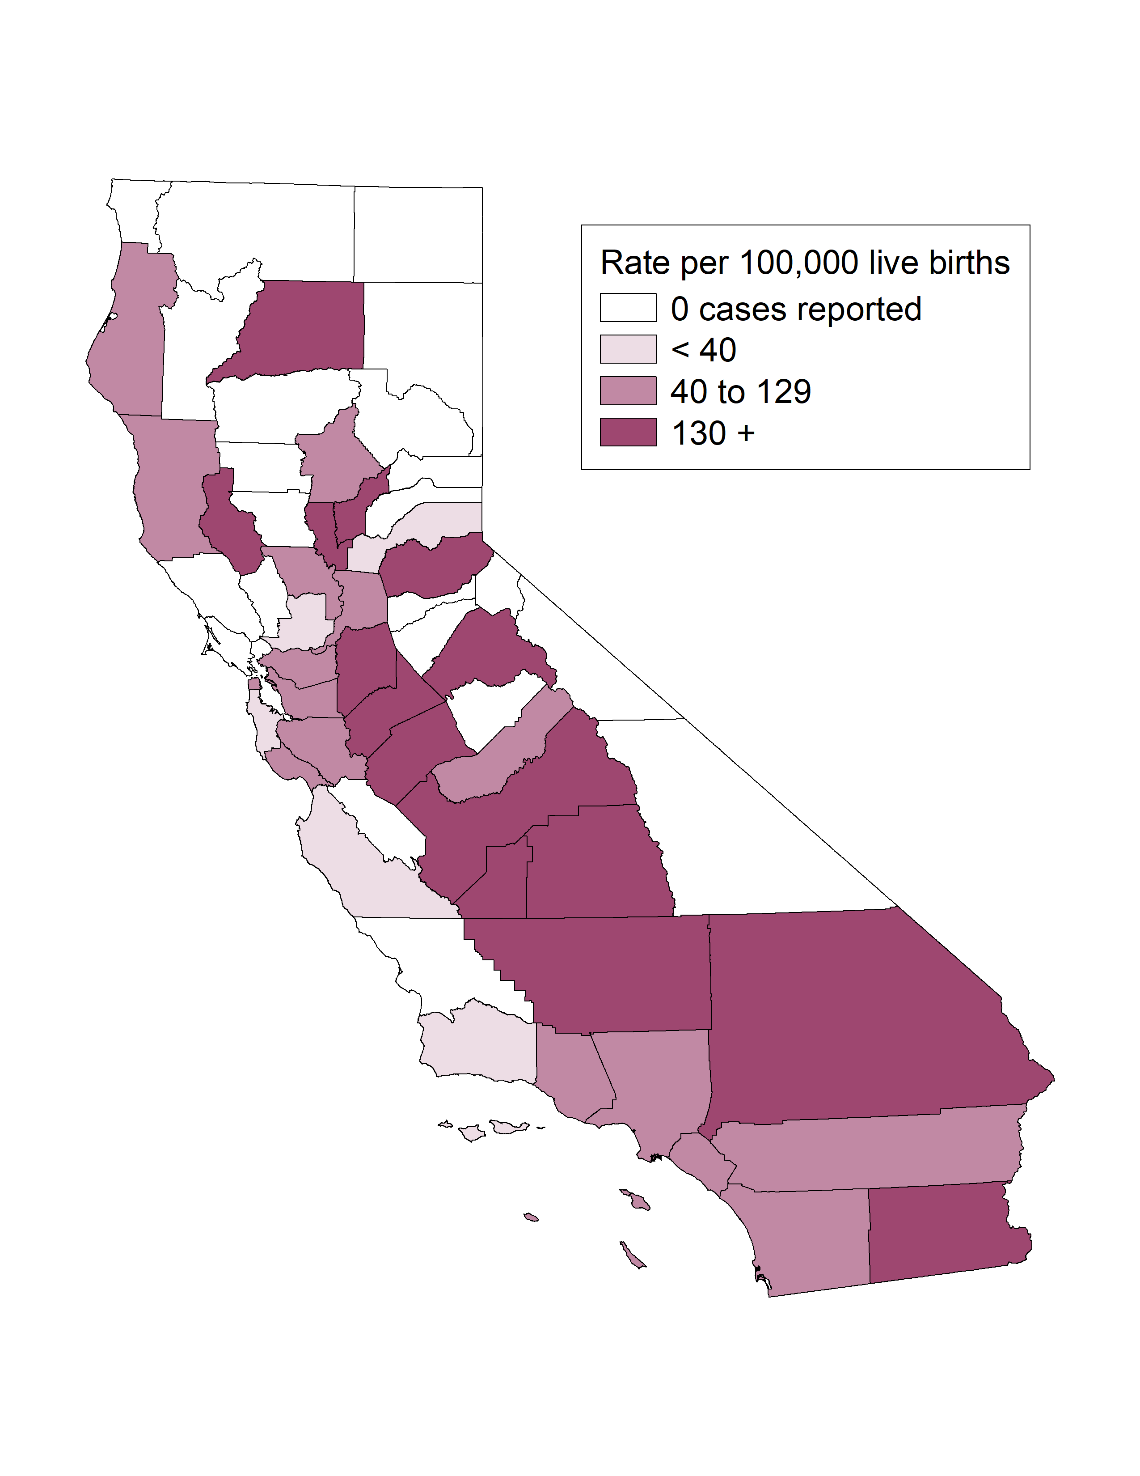 Rate per 100,000 live births
0 cases reported
< 40
40 to 129
130 +